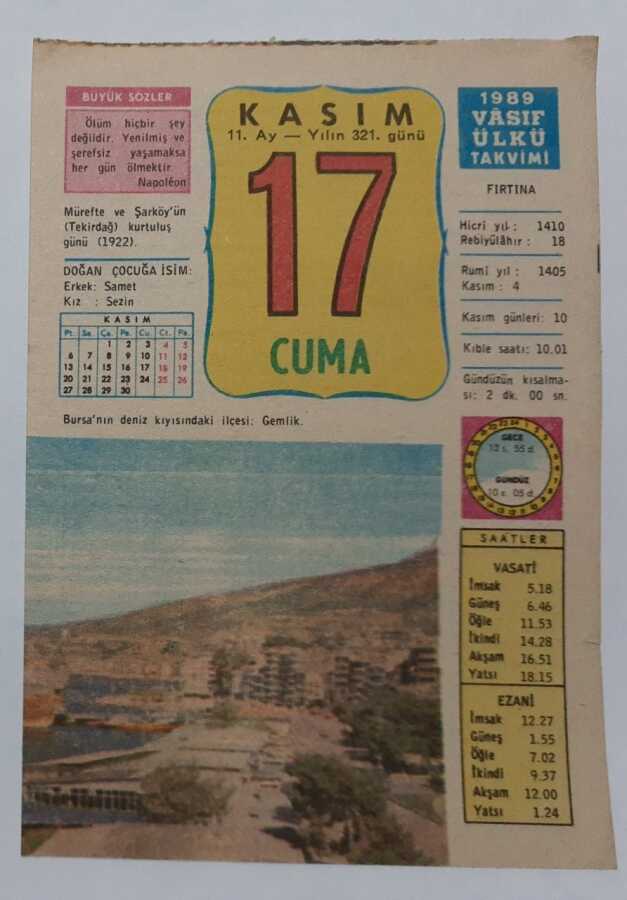 BÜYÜK SÖZLER
Ölüm hiçbir şey
değildir. Yenilmiş ve
şerefsiz yaşamaksa
her gün ölmektir.
Napoléon
Mürefte ve Şarköy'ün
(Tekirdağ) kurtuluş
günü (1922).
DOĞAN ÇOCUĞA İSİM:
Erkek: Samet
Kız : Sezin
KASIM
Pt. Sa. Ça. Pe. Cu. Ct. Pa.
1 2 3 4 5
6 7 8 9 10 11 12
13 14 15 16 17 18 19
20 21 22 23 24 25 26
27 28 29 30
KASIM
11. Ay — Yılın 321. günü
17
CUMA
1989
VÂSIF
ÜLKÜ
TAKVİMİ
FIRTINA
Hicri yıl : 1410
Rebiyülâhır : 18
Rumi yıl : 1405
Kasım : 4
Kasım günleri: 10
Kıble saati: 10.01
Gündüzün kısalma-
sı: 2 dk. 00 sn.
Bursa'nın deniz kıyısındaki ilçesi: Gemlik.
GECE
13 s. 55 d.
GÜNDÜZ
10 s. 05 d.
SAATLER
VASATİ
İmsak 5.18
Güneş 6.46
Öğle 11.53
İkindi 14.28
Akşam 16.51
Yatsı 18.15
EZANİ
İmsak 12.27
Güneş 1.55
Öğle 7.02
İkindi 9.37
Akşam 12.00
Yatsı 1.24